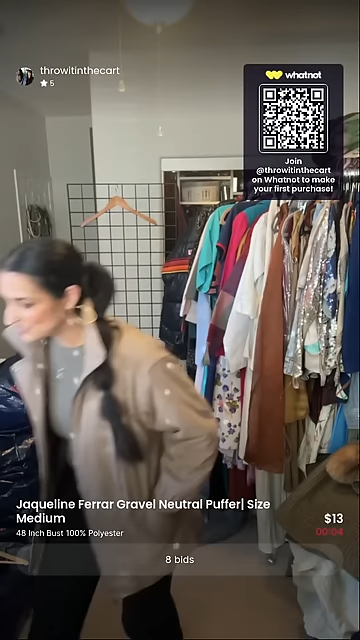 throwitinthecart
5
whatnot
Join
@throwitinthecart
on Whatnot to make
your first purchase!
Jaqueline Ferrar Gravel Neutral Puffer| Size
Medium
$13
48 Inch Bust 100% Polyester
00:04
8 bids